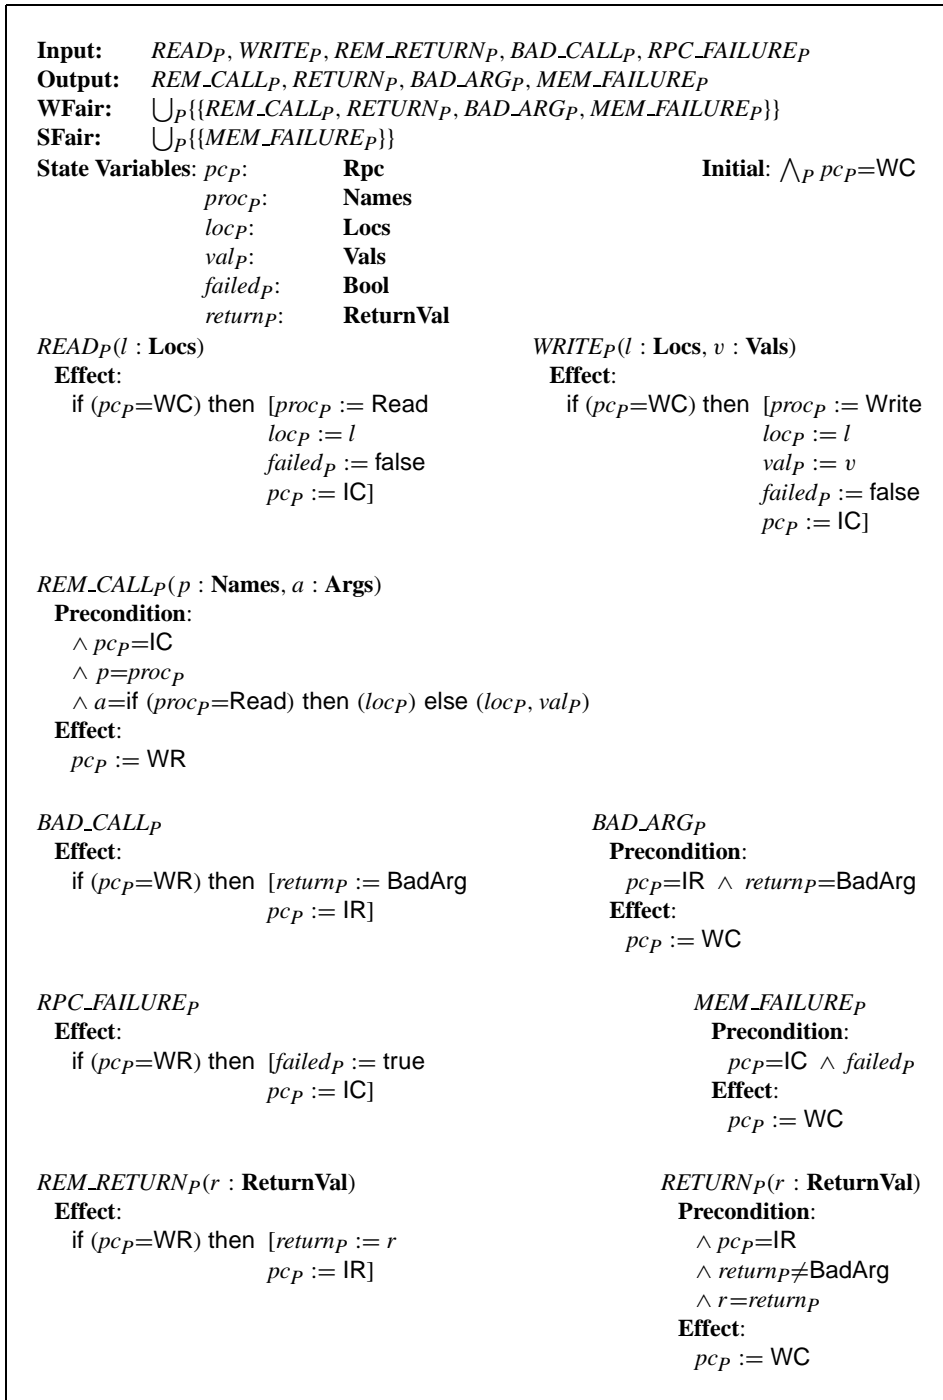 Input: READ_P, WRITE_P, REM_RETURN_P, BAD_CALL_P, RPC_FAILURE_P
Output: REM_CALL_P, RETURN_P, BAD_ARG_P, MEM_FAILURE_P
WFair: ⋃_P{{REM_CALL_P, RETURN_P, BAD_ARG_P, MEM_FAILURE_P}}
SFair: ⋃_P{{MEM_FAILURE_P}}
State Variables: pc_P: Rpc Initial: ⋀_P pc_P=WC
proc_P: Names
loc_P: Locs
val_P: Vals
failed_P: Bool
return_P: ReturnVal
READ_P(l : Locs) WRITE_P(l : Locs, v : Vals)
Effect: Effect:
if (pc_P=WC) then [proc_P := Read if (pc_P=WC) then [proc_P := Write
loc_P := l loc_P := l
failed_P := false val_P := v
pc_P := IC] failed_P := false
pc_P := IC]
REM_CALL_P(p : Names, a : Args)
Precondition:
∧ pc_P=IC
∧ p=proc_P
∧ a=if (proc_P=Read) then (loc_P) else (loc_P, val_P)
Effect:
pc_P := WR
BAD_CALL_P BAD_ARG_P
Effect: Precondition:
if (pc_P=WR) then [return_P := BadArg pc_P=IR ∧ return_P=BadArg
pc_P := IR] Effect:
pc_P := WC
RPC_FAILURE_P MEM_FAILURE_P
Effect: Precondition:
if (pc_P=WR) then [failed_P := true pc_P=IC ∧ failed_P
pc_P := IC] Effect:
pc_P := WC
REM_RETURN_P(r : ReturnVal) RETURN_P(r : ReturnVal)
Effect: Precondition:
if (pc_P=WR) then [return_P := r ∧ pc_P=IR
pc_P := IR] ∧ return_P≠BadArg
∧ r=return_P
Effect:
pc_P := WC